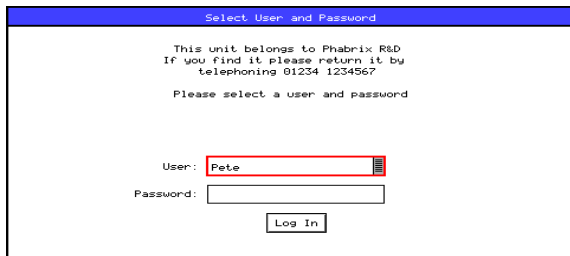 Select User and Password
This unit belongs to Phabrix R&D
If you find it please return it by
telephoning 01234 1234567
Please select a user and password
User: Pete
Password:
Log In